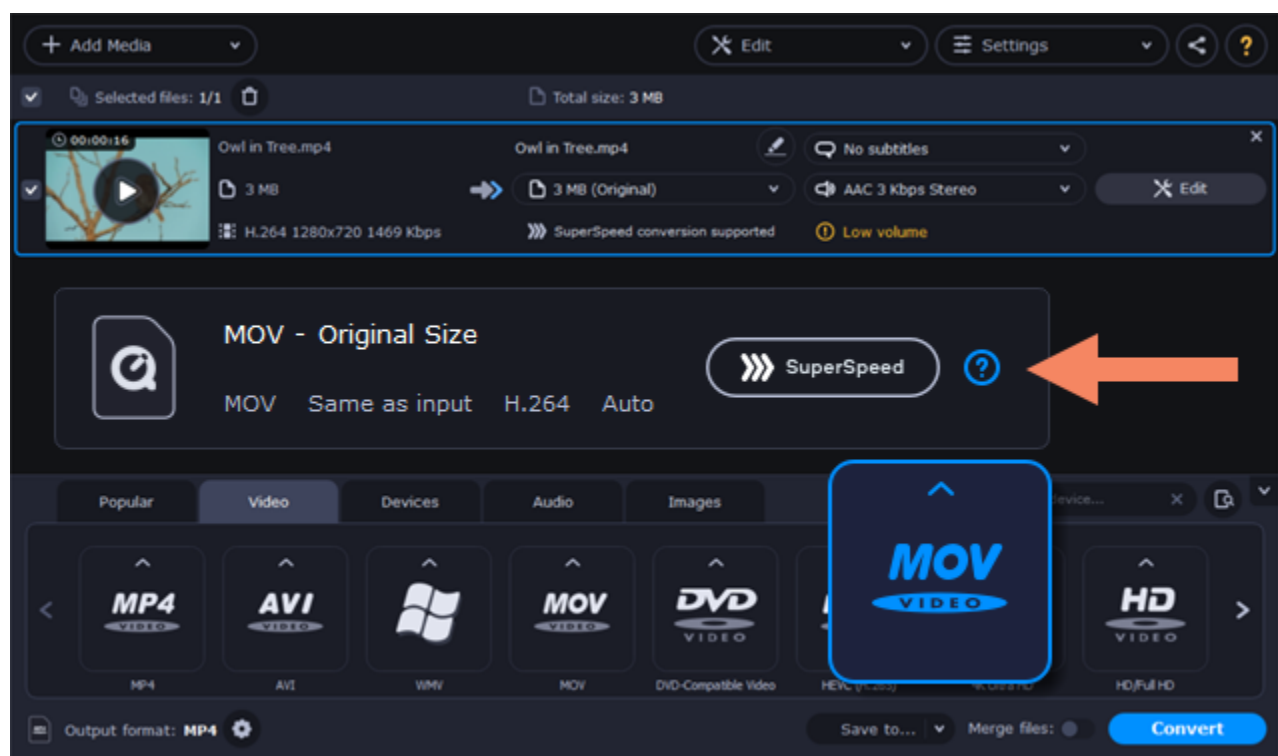 Add Media
Edit
Settings
?
Selected files: 1/1
Total size: 3 MB
00:00:16
Owl in Tree.mp4
Owl in Tree.mp4
No subtitles
3 MB
3 MB (Original)
AAC 3 Kbps Stereo
Edit
H.264 1280x720 1469 Kbps
SuperSpeed conversion supported
Low volume
MOV - Original Size
SuperSpeed
?
MOV Same as input H.264 Auto
Popular
Video
Devices
Audio
Images
MOV
VIDEO
MP4
VIDEO
AVI
VIDEO
MOV
VIDEO
DVD
VIDEO
HD
VIDEO
MP4
AVI
WMV
MOV
DVD-Compatible Video
HEVC (H.265)
HD/Full HD
Output format: MP4
Save to...
Merge files:
Convert